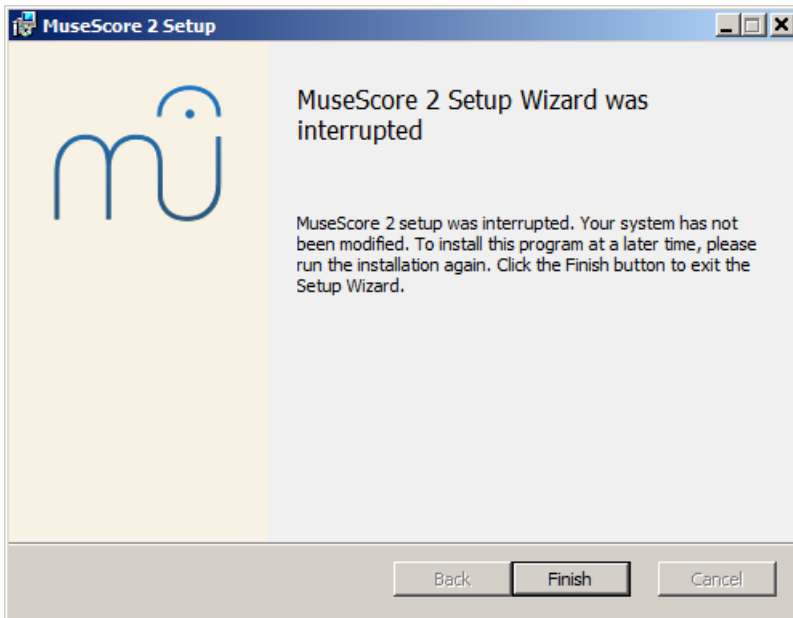 MuseScore 2 Setup
MuseScore 2 Setup Wizard was
interrupted
MuseScore 2 setup was interrupted. Your system has not
been modified. To install this program at a later time, please
run the installation again. Click the Finish button to exit the
Setup Wizard.
Back Finish Cancel